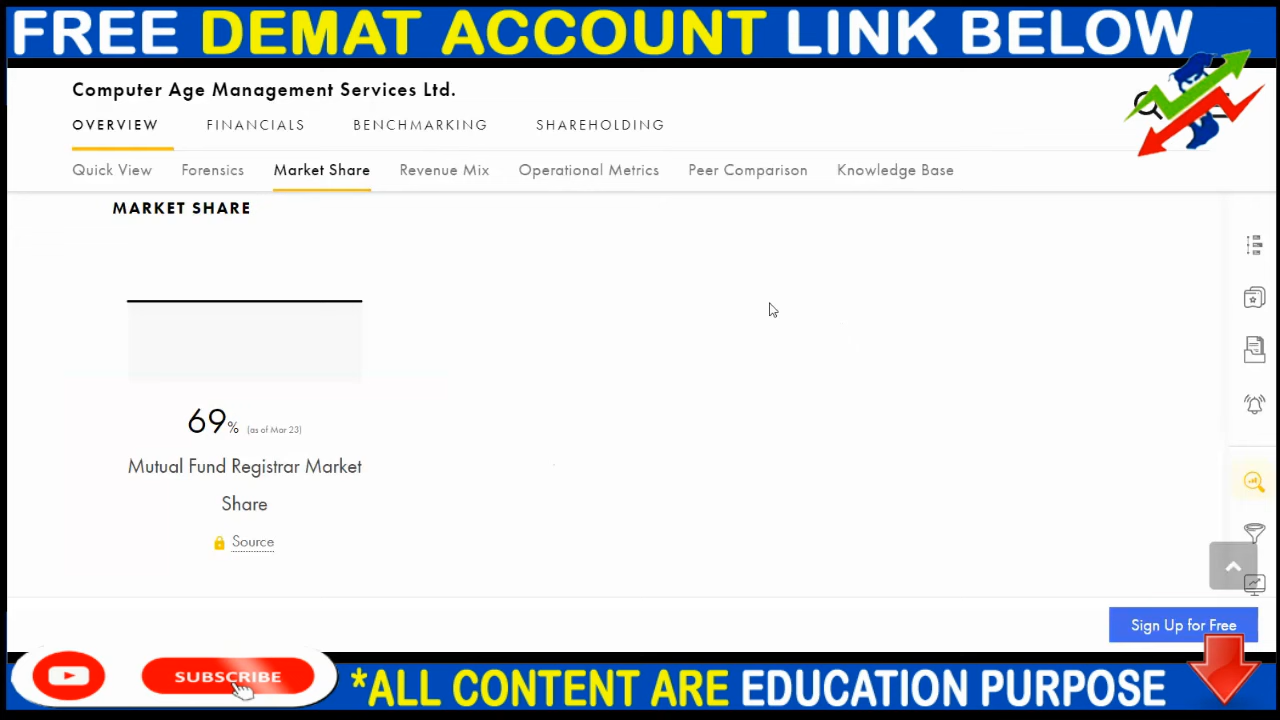 FREE DEMAT ACCOUNT LINK BELOW
Computer Age Management Services Ltd.
OVERVIEW FINANCIALS BENCHMARKING SHAREHOLDING
Quick View Forensics Market Share Revenue Mix Operational Metrics Peer Comparison Knowledge Base
MARKET SHARE
69% (as of Mar 23)
Mutual Fund Registrar Market
Share
Source
Sign Up for Free
SUBSCRIBE
*ALL CONTENT ARE EDUCATION PURPOSE